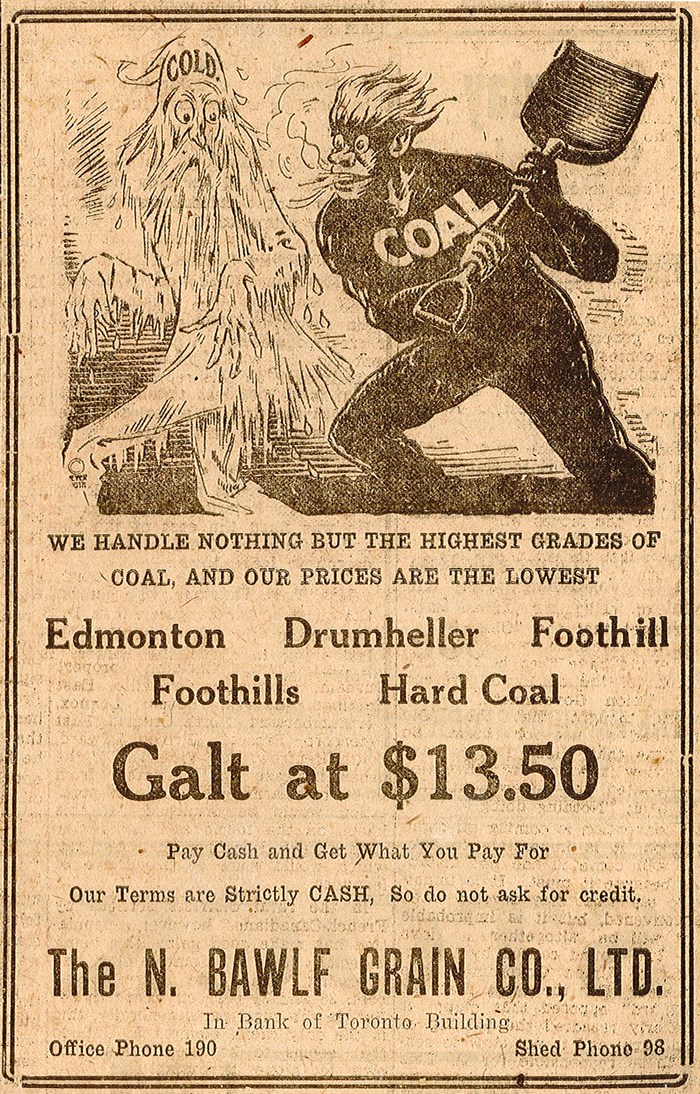 COLD.
COAL
WE HANDLE NOTHING BUT THE HIGHEST GRADES OF
COAL, AND OUR PRICES ARE THE LOWEST
Edmonton Drumheller Foothill
Foothills Hard Coal
Galt at $13.50
Pay Cash and Get What You Pay For
Our Terms are Strictly CASH, So do not ask for credit.
The N. BAWLF GRAIN CO., LTD.
In Bank of Toronto Building
Office Phone 190 Shed Phone 98